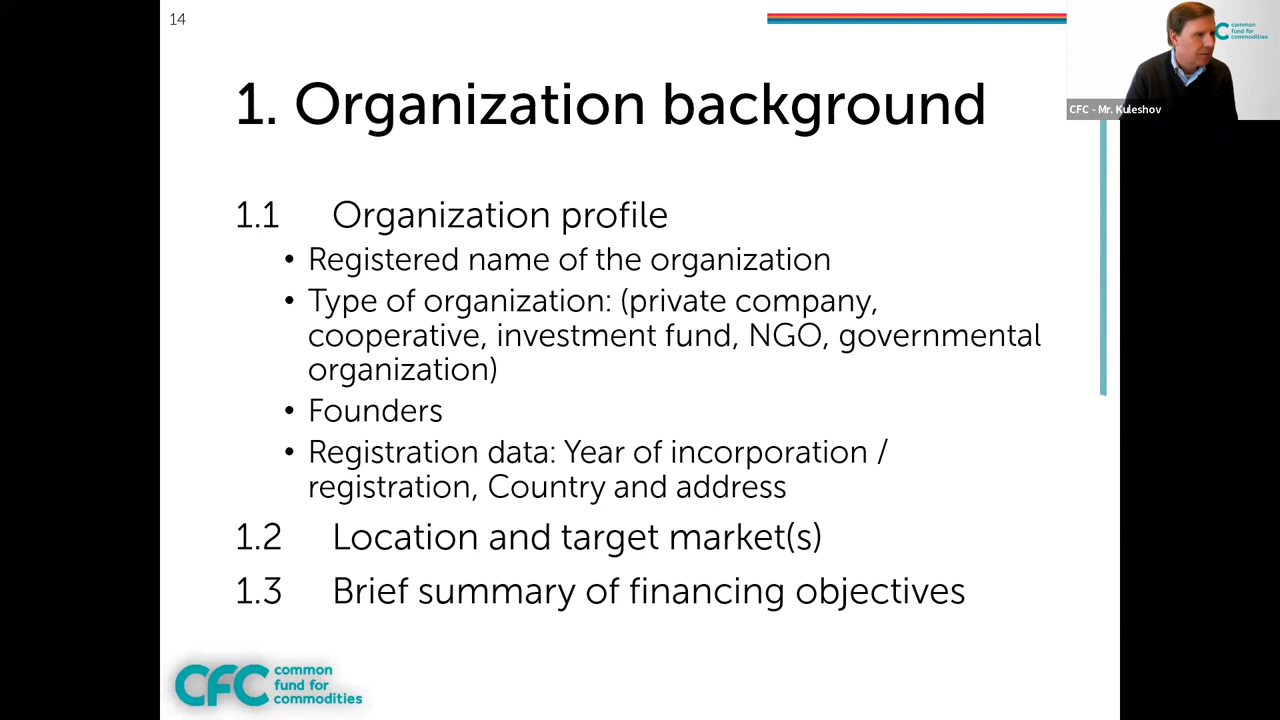 14
common
fund for
commodities
CFC - Mr. Kuleshov
1. Organization background
1.1 Organization profile
• Registered name of the organization
• Type of organization: (private company,
cooperative, investment fund, NGO, governmental
organization)
• Founders
• Registration data: Year of incorporation /
registration, Country and address
1.2 Location and target market(s)
1.3 Brief summary of financing objectives
CFC common
fund for
commodities